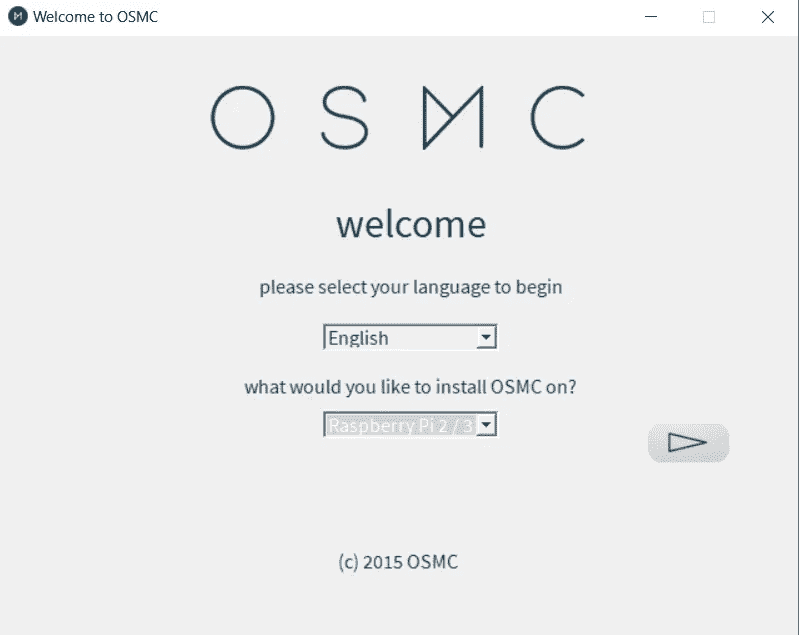 Welcome to OSMC
OSMC
welcome
please select your language to begin
English
what would you like to install OSMC on?
Raspberry Pi 2 / 3
(c) 2015 OSMC